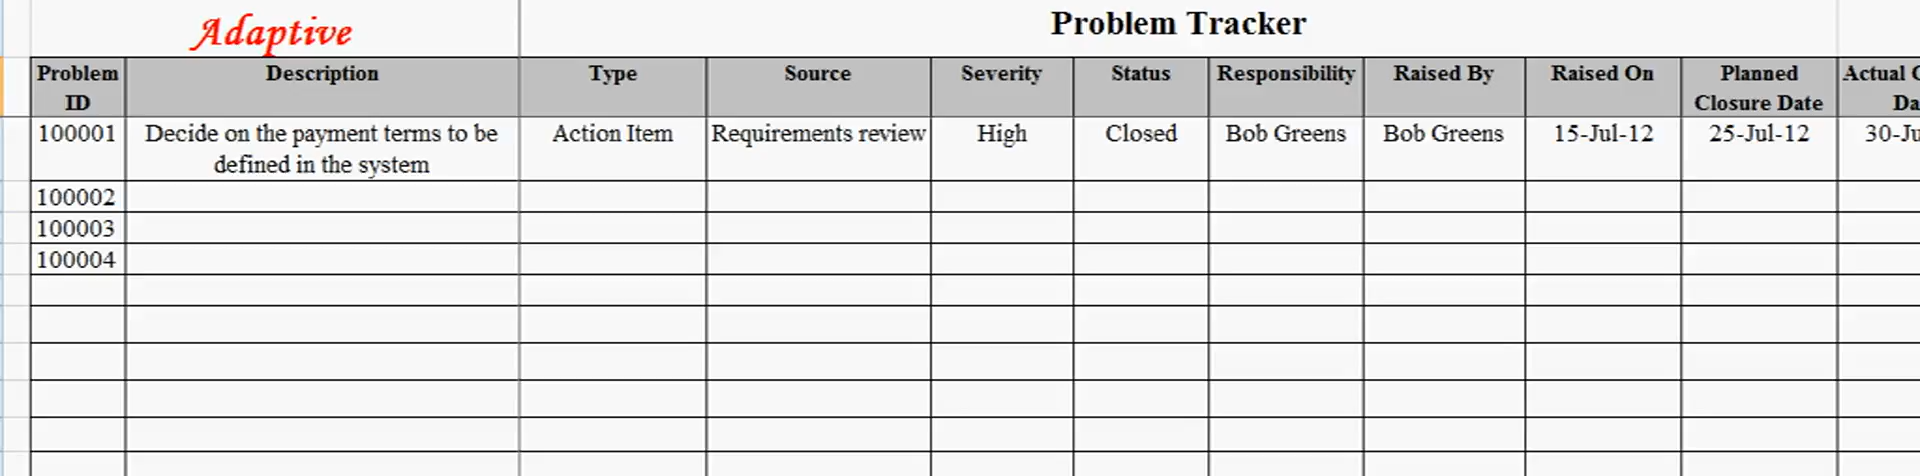 Adaptive Problem Tracker
Problem ID Description Type Source Severity Status Responsibility Raised By Raised On Planned Closure Date Actual
100001 Decide on the payment terms to be defined in the system Action Item Requirements review High Closed Bob Greens Bob Greens 15-Jul-12 25-Jul-12
100002
100003
100004